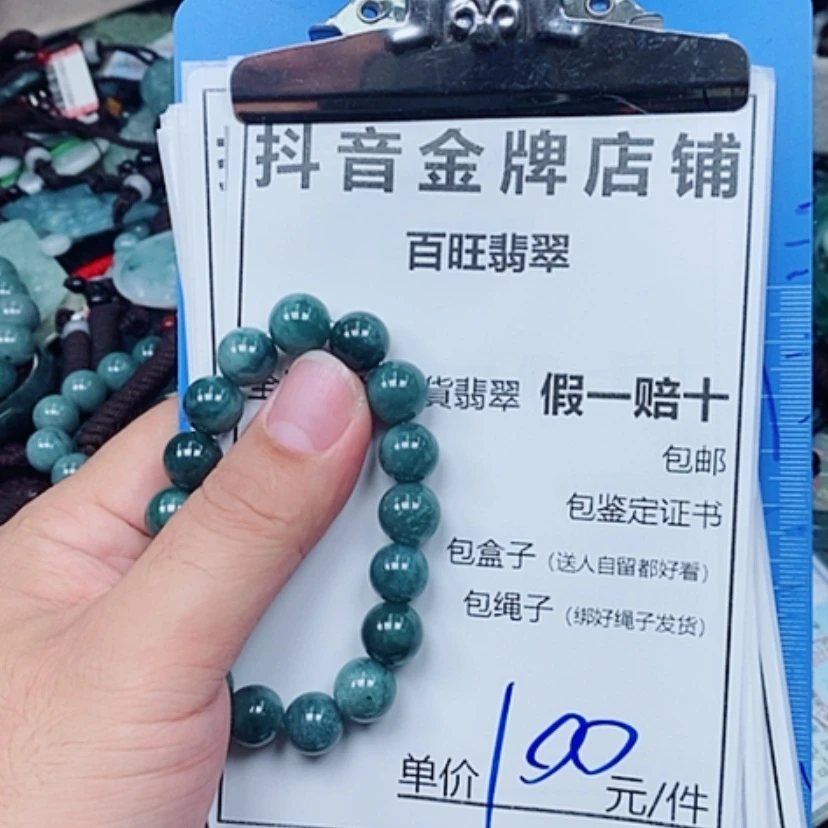 抖音金牌店铺
百旺翡翠
货翡翠 假一赔十
包邮
包鉴定证书
包盒子（送人自留都好看）
包绳子（绑好绳子发货）
单价 100 元/件